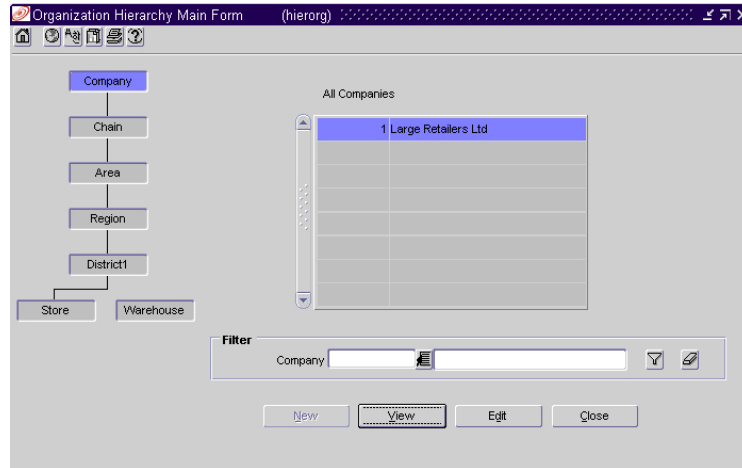 Organization Hierarchy Main Form (hierorg)
Company
All Companies
Chain
1 Large Retailers Ltd
Area
Region
District1
Store Warehouse
Filter
Company
New View Edit Close